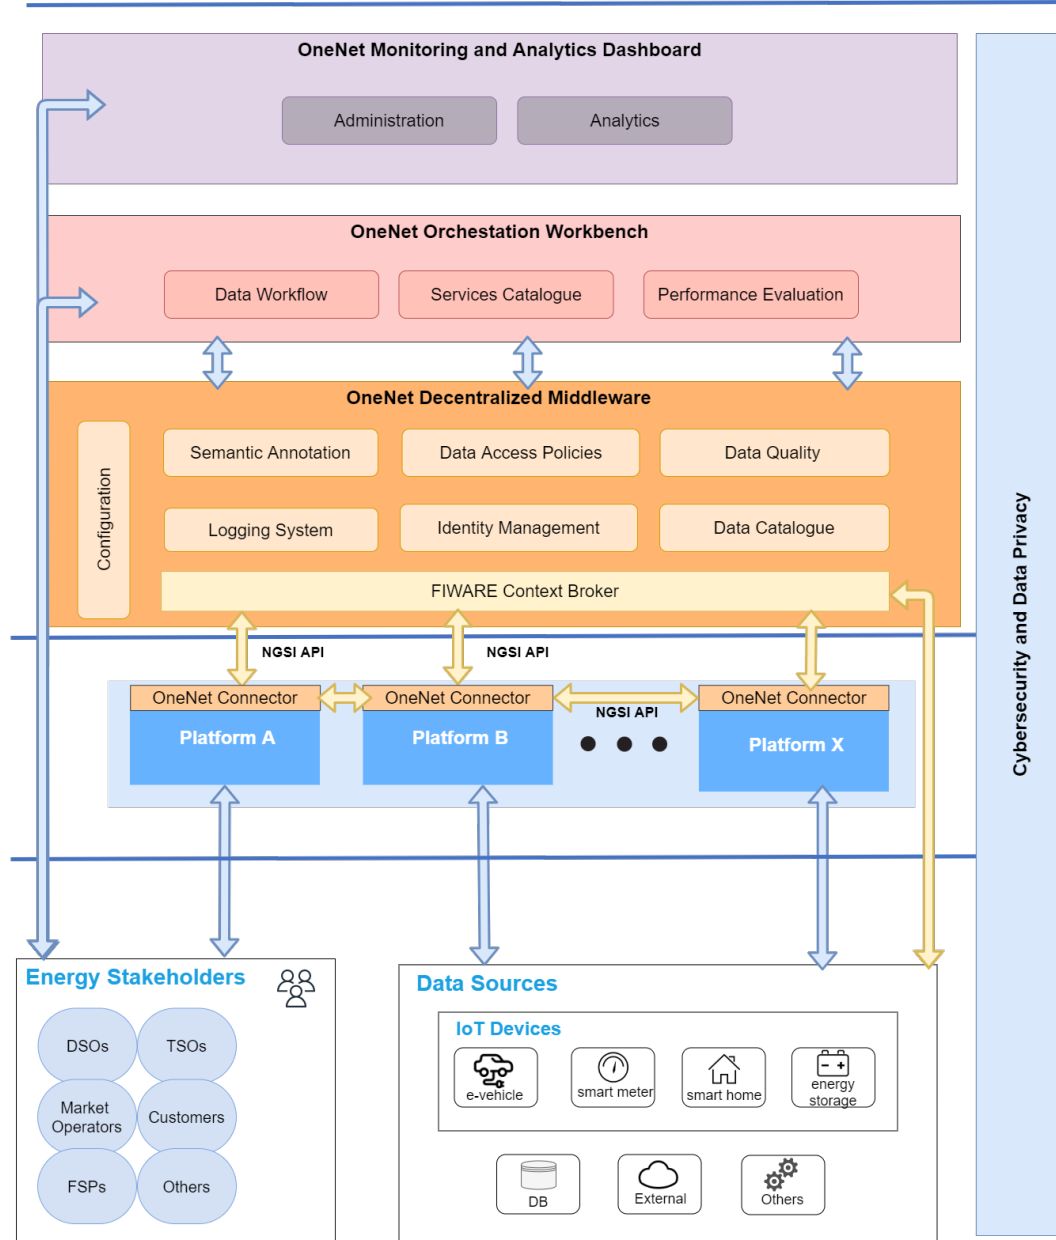 OneNet Monitoring and Analytics Dashboard
Administration
Analytics
OneNet Orchestation Workbench
Data Workflow
Services Catalogue
Performance Evaluation
OneNet Decentralized Middleware
Configuration
Semantic Annotation
Data Access Policies
Data Quality
Logging System
Identity Management
Data Catalogue
FIWARE Context Broker
NGSI API
NGSI API
OneNet Connector
OneNet Connector
OneNet Connector
NGSI API
Platform A
Platform B
Platform X
Cybersecurity and Data Privacy
Energy Stakeholders
DSOs
TSOs
Market
Operators
Customers
FSPs
Others
Data Sources
IoT Devices
e-vehicle
smart meter
smart home
energy
storage
DB
External
Others